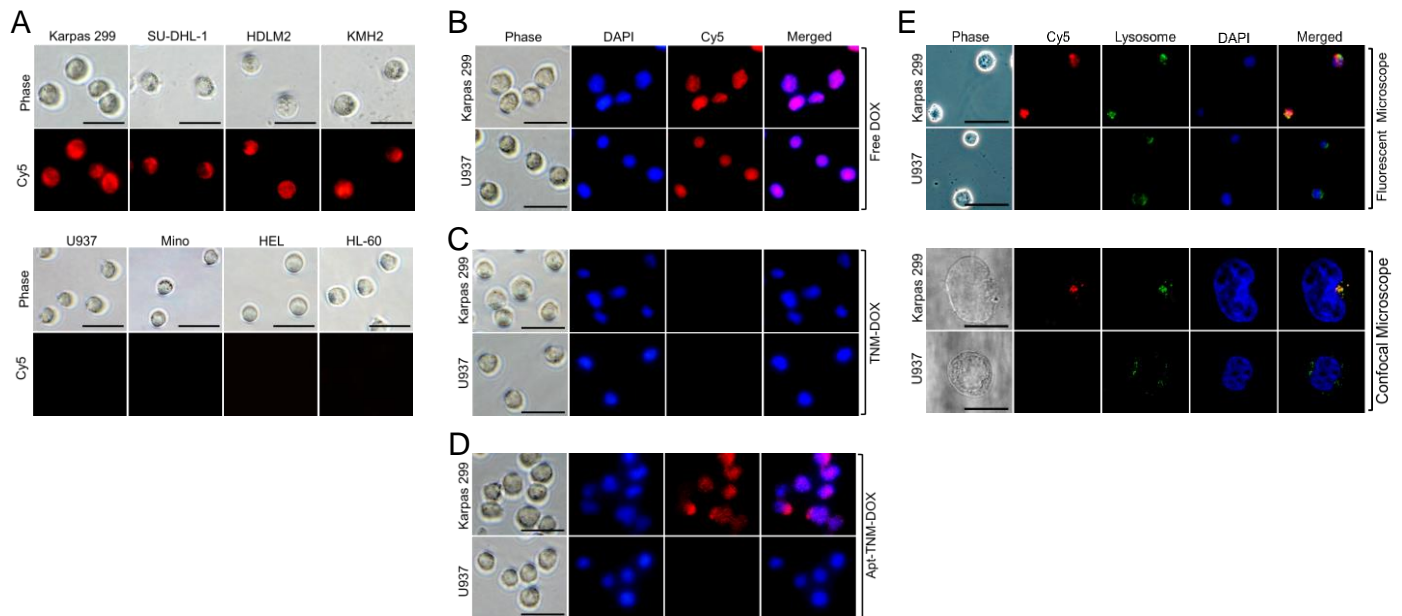 A
Karpas 299 SU-DHL-1 HDLM2 KMH2
Phase
Cy5
U937 Mino HEL HL-60
Phase
Cy5
B
Phase DAPI Cy5 Merged
Karpas 299
U937
Free DOX
C
Karpas 299
U937
TNM-DOX
D
Karpas 299
U937
Apt-TNM-DOX
E
Phase Cy5 Lysosome DAPI Merged
Karpas 299
U937
Fluorescent Microscope
Karpas 299
U937
Confocal Microscope